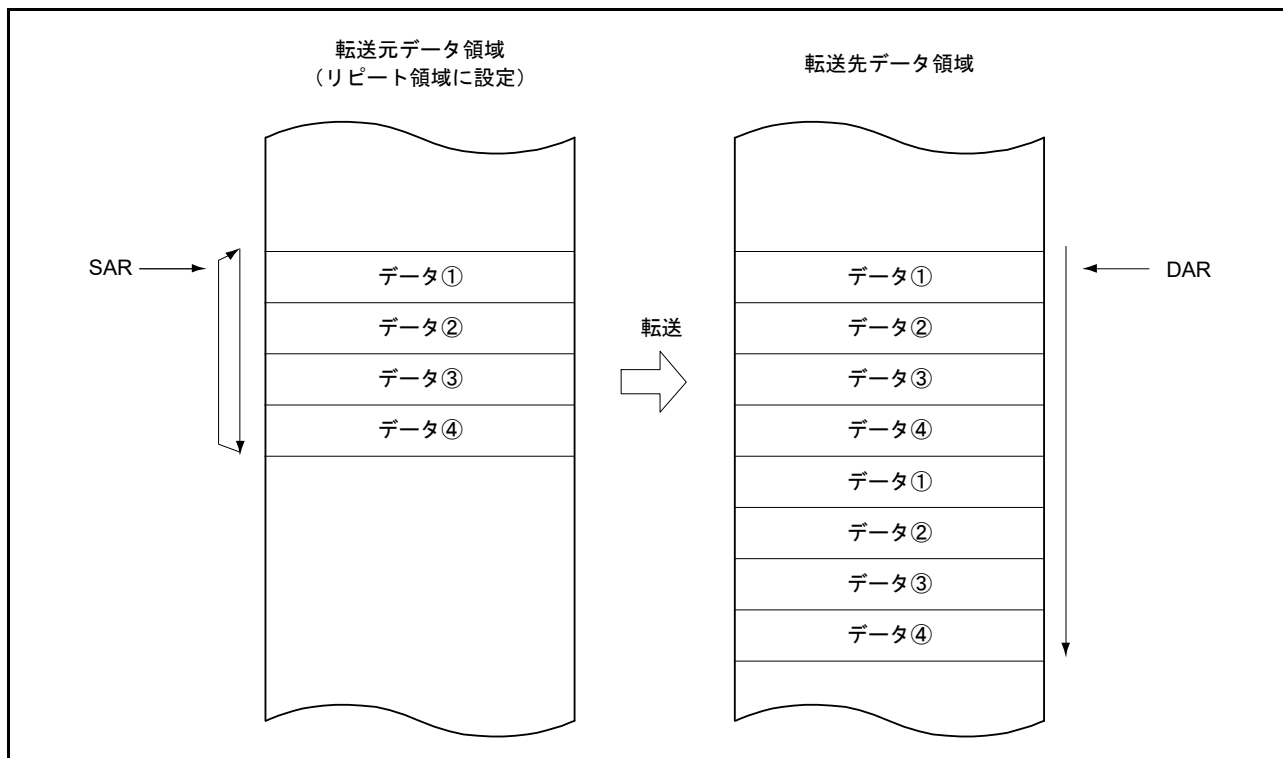 転送元データ領域
（リピート領域に設定）
転送先データ領域
SAR
データ①
データ②
データ③
データ④
転送
データ①
データ②
データ③
データ④
データ①
データ②
データ③
データ④
DAR